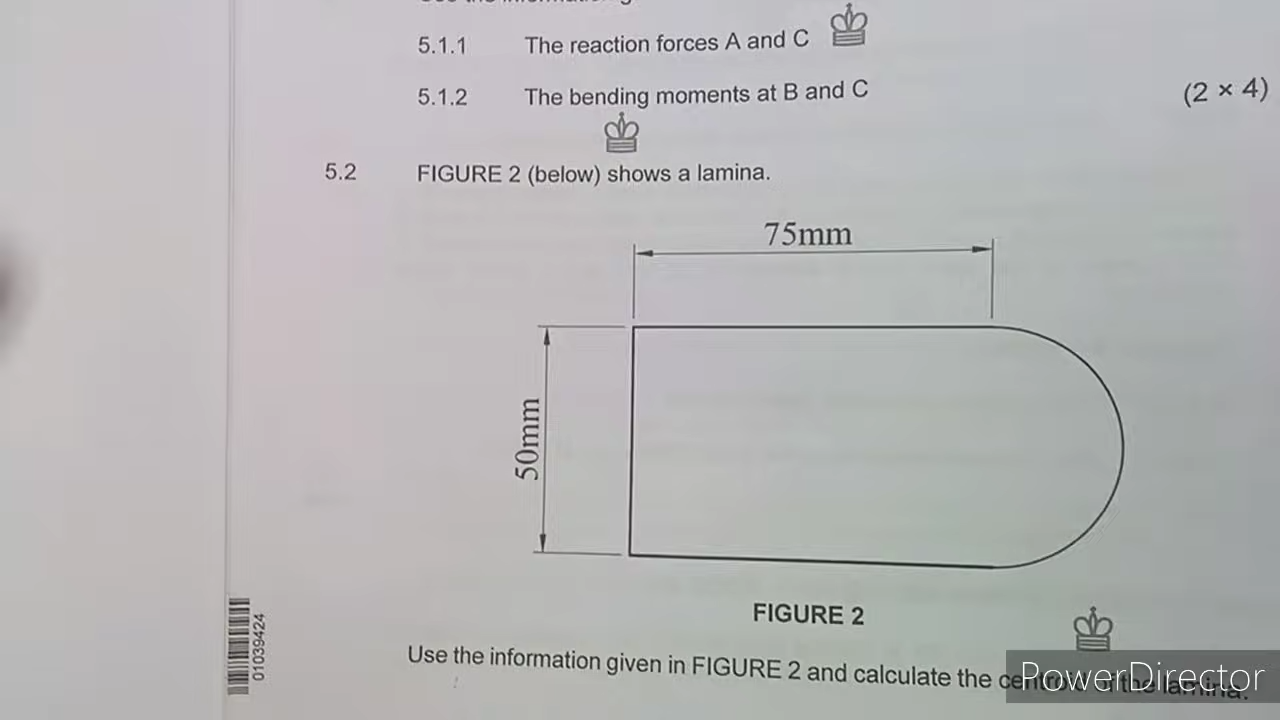 5.1.1 The reaction forces A and C
5.1.2 The bending moments at B and C
(2 × 4)
5.2 FIGURE 2 (below) shows a lamina.
75mm
50mm
FIGURE 2
01039424
Use the information given in FIGURE 2 and calculate the the lamina.
PowerDirector